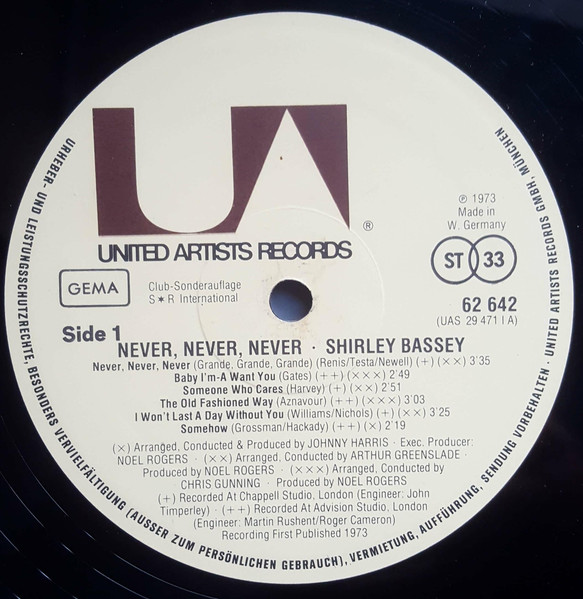 UNITED ARTISTS RECORDS
®
℗ 1973
Made in
W. Germany
GEMA
Club-Sonderauflage
S★R International
ST 33
62 642
(UAS 29 471 I A)
Side 1
NEVER, NEVER, NEVER · SHIRLEY BASSEY
Never, Never, Never (Grande, Grande, Grande) (Renis/Testa/Newell) (+) (××) 3'35
Baby I'm-A Want You (Gates) (++) (×××) 2'49
Someone Who Cares (Harvey) (+) (××) 2'51
The Old Fashioned Way (Aznavour) (++) (×××) 3'03
I Won't Last A Day Without You (Williams/Nichols) (+) (××) 3'25
Somehow (Grossman/Hackady) (++) (×) 2'19
(×) Arranged, Conducted & Produced by JOHNNY HARRIS · Exec. Producer:
NOEL ROGERS · (××) Arranged, Conducted by ARTHUR GREENSLADE ·
Produced by NOEL ROGERS · (×××) Arranged, Conducted by
CHRIS GUNNING · Produced by NOEL ROGERS
(+) Recorded At Chappell Studio, London (Engineer: John
Timperley) · (++) Recorded At Advision Studio, London
(Engineer: Martin Rushent/Roger Cameron)
Recording First Published 1973
URHEBER- UND LEISTUNGSSCHUTZRECHTE, BESONDERS VERVIELFÄLTIGUNG (AUSSER ZUM PERSÖNLICHEN GEBRAUCH), VERMIETUNG, AUFFÜHRUNG, SENDUNG VORBEHALTEN · UNITED ARTISTS RECORDS GMBH, MÜNCHEN